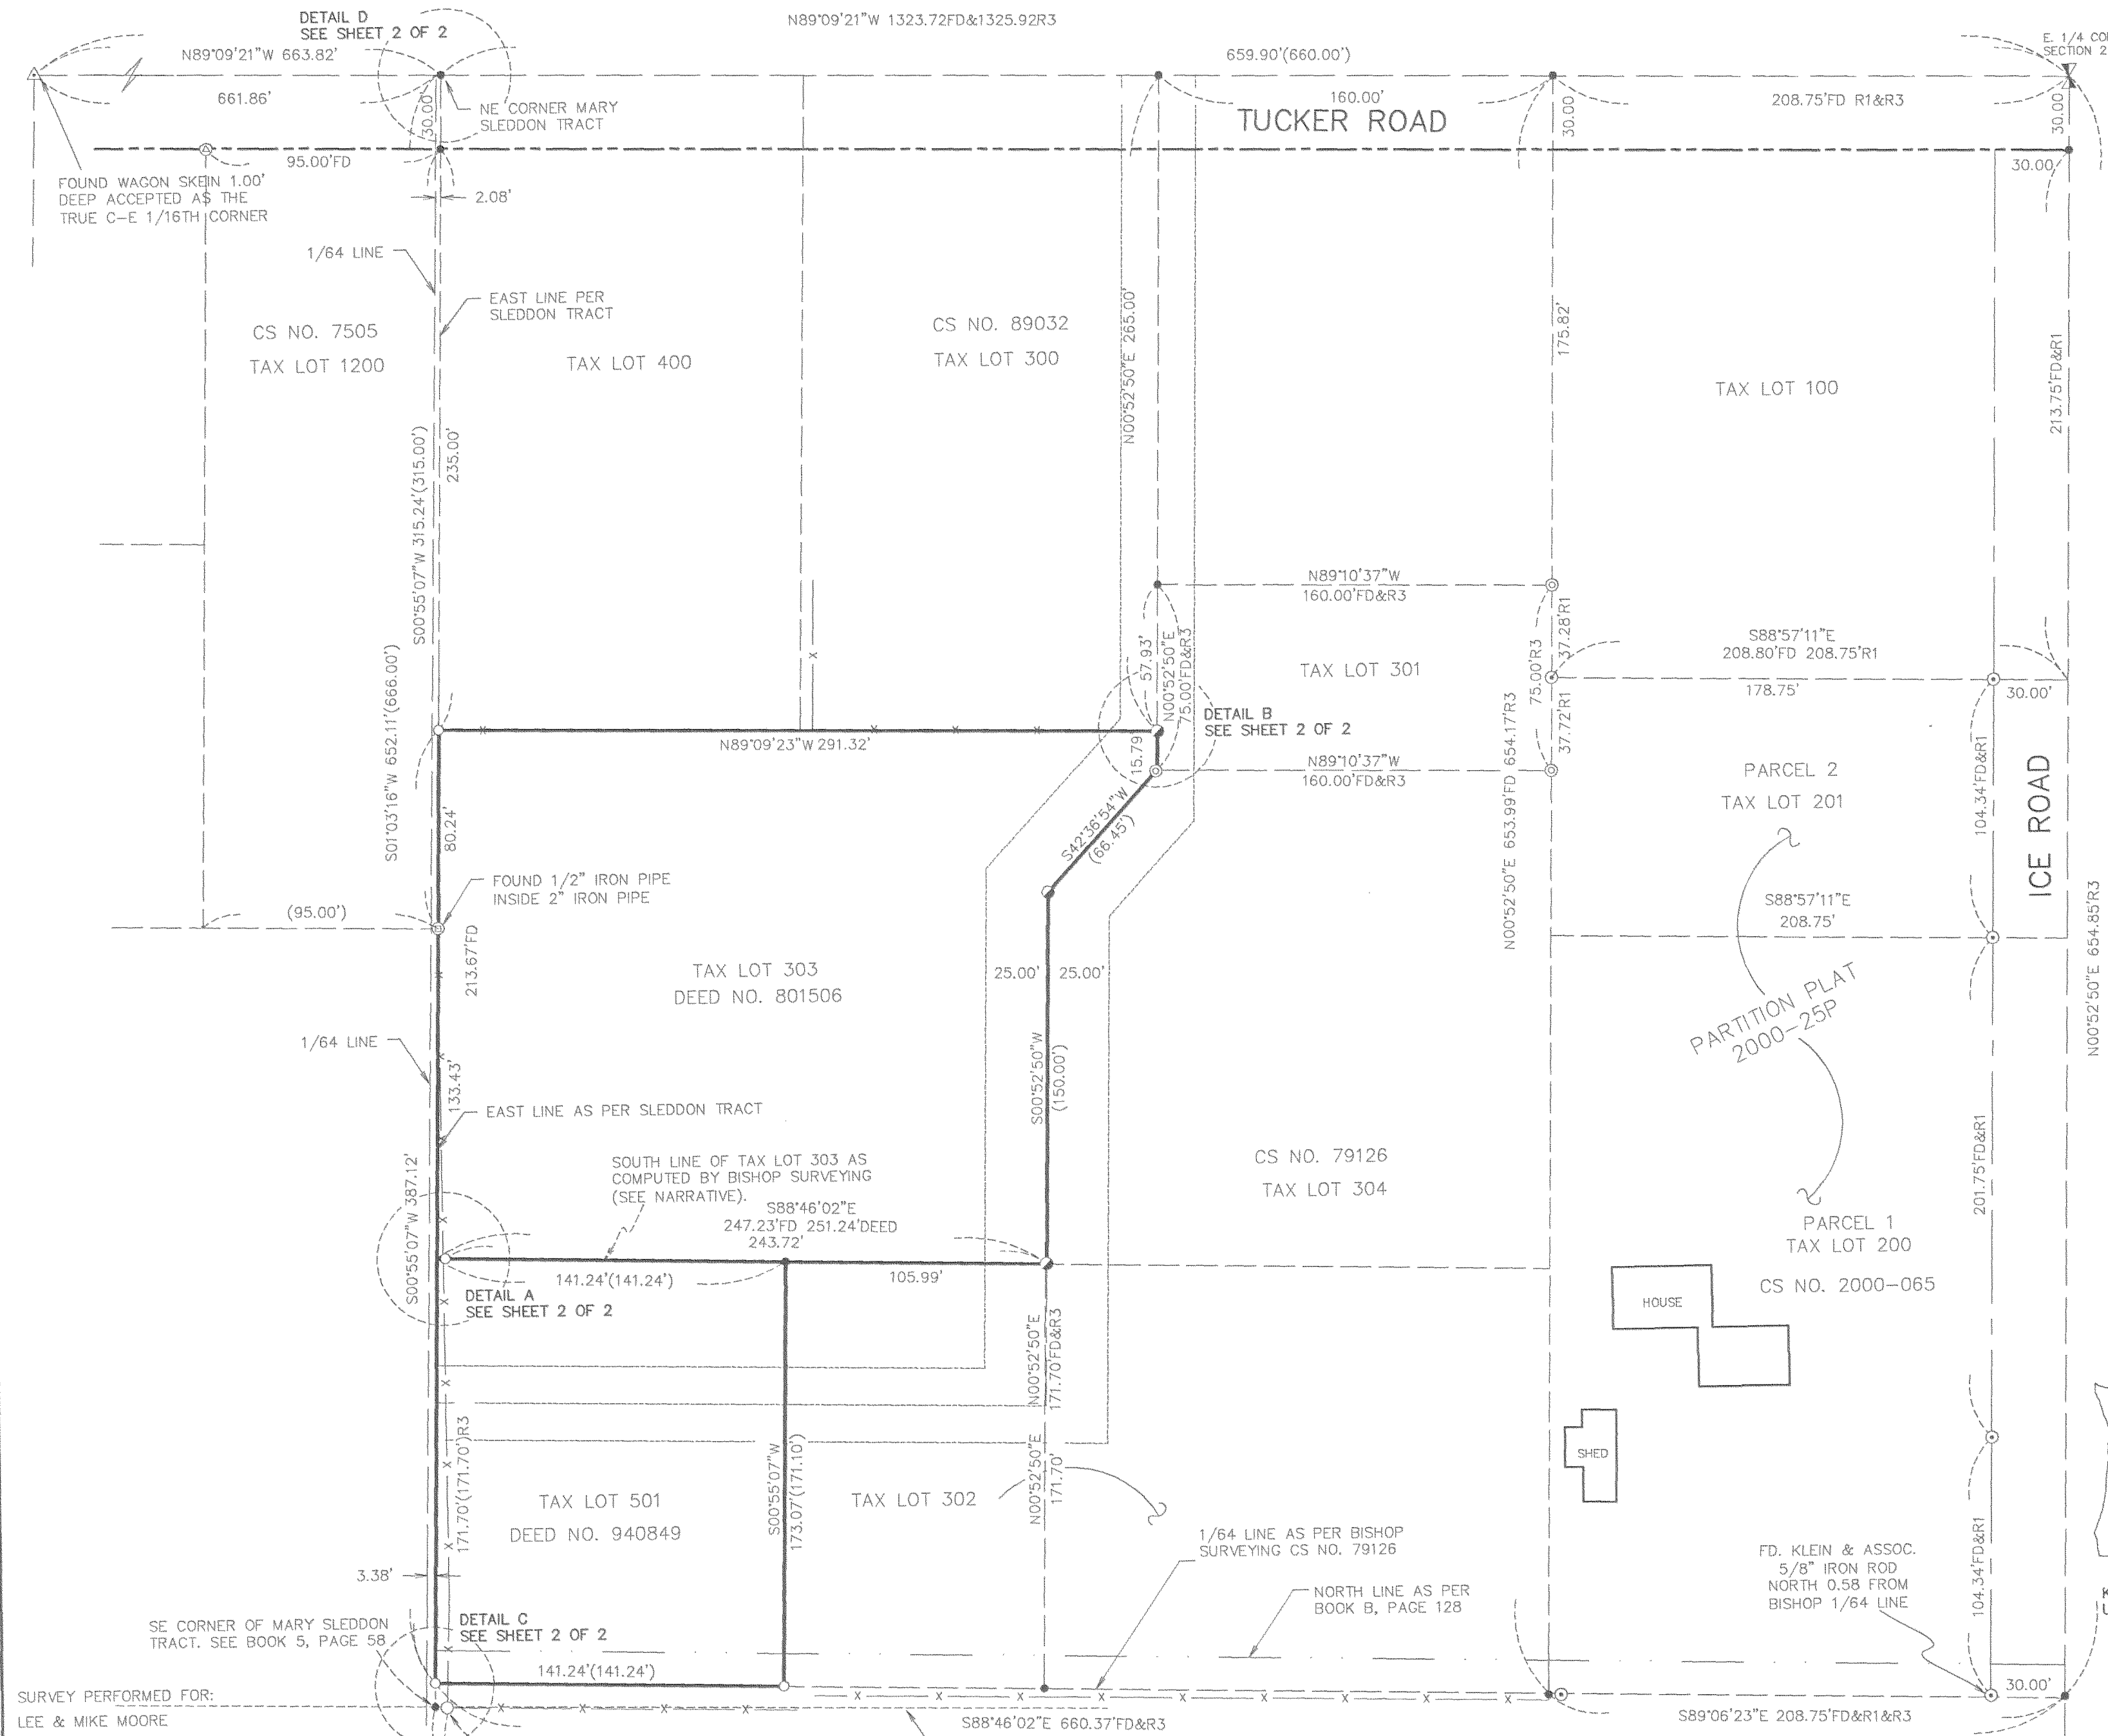 DETAIL D
SEE SHEET 2 OF 2
N89°09'21"W 1323.72FD&1325.92R3
E. 1/4
SECTION 2
N89°09'21"W 663.82'
659.90'(660.00')
661.86'
30.00'
NE CORNER MARY
SLEDDON TRACT
160.00'
30.00
208.75'FD R1&R3
30.00
TUCKER ROAD
95.00'FD
30.00
FOUND WAGON SKEIN 1.00'
DEEP ACCEPTED AS THE
TRUE C-E 1/16TH CORNER
2.08'
1/64 LINE
EAST LINE PER
SLEDDON TRACT
CS NO. 7505
TAX LOT 1200
TAX LOT 400
CS NO. 89032
TAX LOT 300
N00°52'50"E 265.00'
175.82'
TAX LOT 100
213.75'FD&R1
S00°55'07"W 315.24'(315.00')
235.00'
N89°10'37"W
160.00'FD&R3
57.93'
N00°52'50"E
75.00'FD&R3
TAX LOT 301
75.00'R3
37.28'R1
S88°57'11"E
208.80'FD 208.75'R1
178.75'
30.00'
S01°03'16"W 652.11'(666.00')
DETAIL B
SEE SHEET 2 OF 2
37.72'R1
N89°09'23"W 291.32'
15.79
N89°10'37"W
160.00'FD&R3
N00°52'50"E 653.99'FD 654.17'R3
PARCEL 2
TAX LOT 201
104.34'FD&R1
ICE ROAD
80.24'
S42°36'54"W
(66.45')
FOUND 1/2" IRON PIPE
INSIDE 2" IRON PIPE
(95.00')
S88°57'11"E
208.75'
N00°52'50"E 654.85'R3
213.67'FD
TAX LOT 303
DEED NO. 801506
25.00'
25.00'
PARTITION PLAT
2000-25P
1/64 LINE
133.43'
S00°52'50"W
(150.00')
EAST LINE AS PER SLEDDON TRACT
SOUTH LINE OF TAX LOT 303 AS
COMPUTED BY BISHOP SURVEYING
(SEE NARRATIVE).
CS NO. 79126
TAX LOT 304
201.75'FD&R1
S00°55'07"W 387.12'
S88°46'02"E
247.23'FD 251.24'DEED
243.72'
PARCEL 1
TAX LOT 200
CS NO. 2000-065
141.24'(141.24')
105.99'
DETAIL A
SEE SHEET 2 OF 2
HOUSE
N00°52'50"E
171.70'FD&R3
171.70'(171.70')R3
S00°55'07"W
173.07'(171.10')
N00°52'50"E
171.70'
SHED
TAX LOT 501
DEED NO. 940849
TAX LOT 302
1/64 LINE AS PER BISHOP
SURVEYING CS NO. 79126
FD. KLEIN & ASSOC.
5/8" IRON ROD
NORTH 0.58 FROM
BISHOP 1/64 LINE
104.34'FD&R1
3.38'
NORTH LINE AS PER
BOOK B, PAGE 128
SE CORNER OF MARY SLEDDON
TRACT. SEE BOOK 5, PAGE 58
DETAIL C
SEE SHEET 2 OF 2
141.24'(141.24')
30.00'
SURVEY PERFORMED FOR:
LEE & MIKE MOORE
S88°46'02"E 660.37'FD&R3
S89°06'23"E 208.75'FD&R1&R3